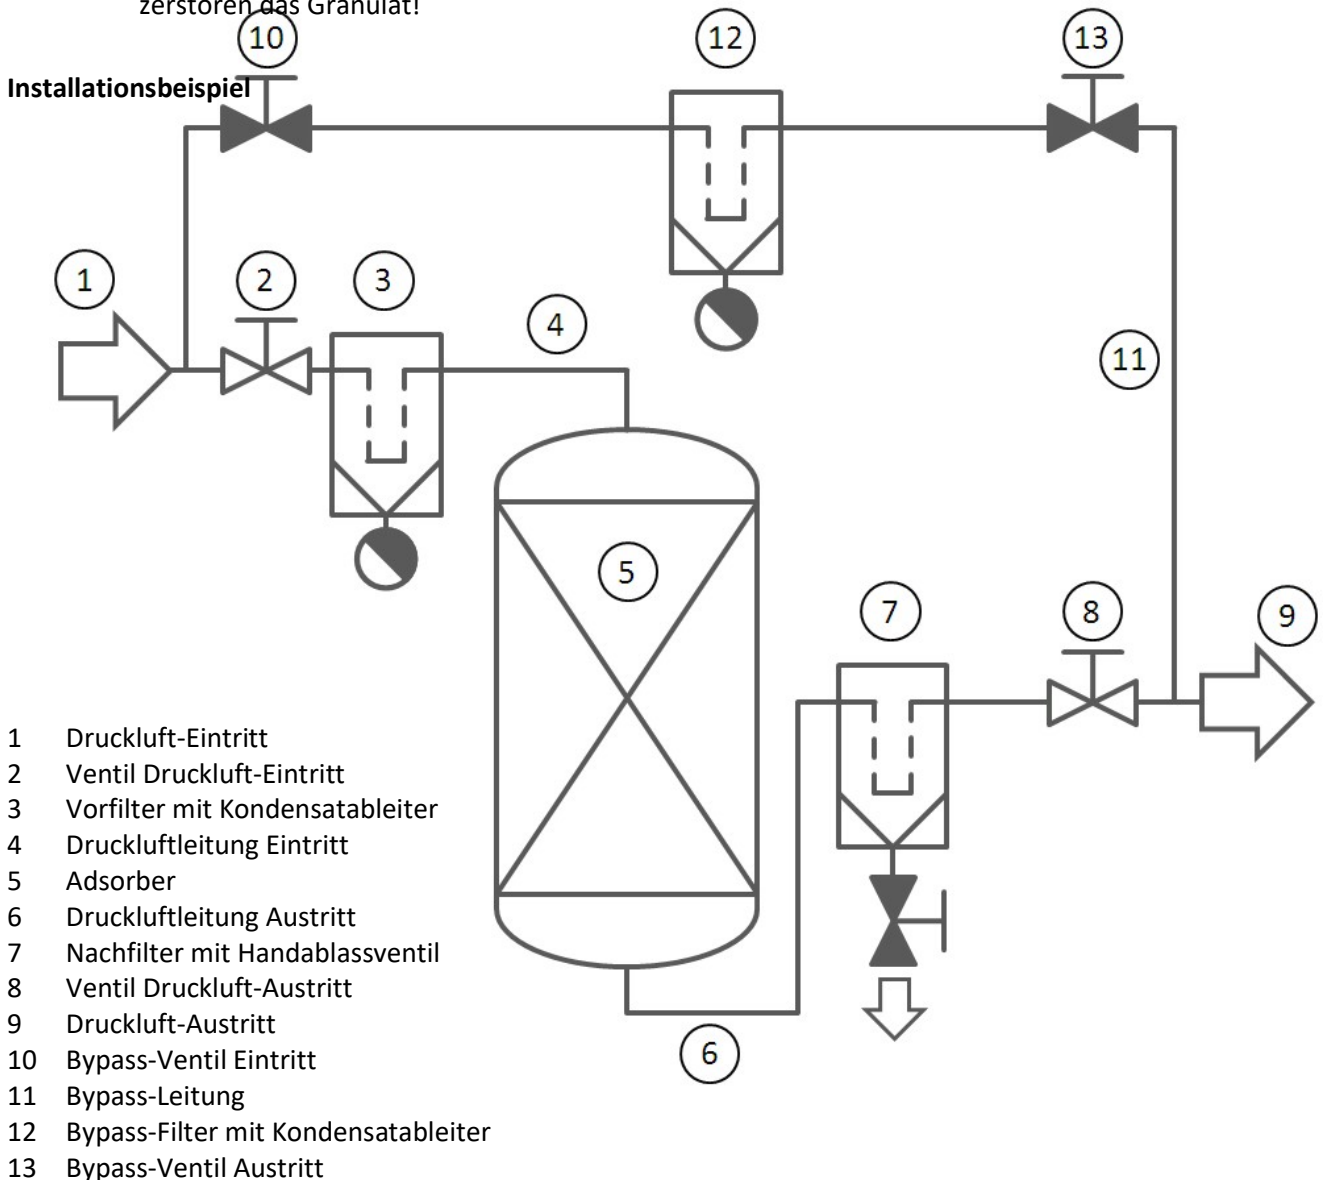 zerstören das Granulat!
10
12
13
Installationsbeispiel
1
2
3
4
11
5
7
8
9
6
1 Druckluft-Eintritt
2 Ventil Druckluft-Eintritt
3 Vorfilter mit Kondensatableiter
4 Druckluftleitung Eintritt
5 Adsorber
6 Druckluftleitung Austritt
7 Nachfilter mit Handablassventil
8 Ventil Druckluft-Austritt
9 Druckluft-Austritt
10 Bypass-Ventil Eintritt
11 Bypass-Leitung
12 Bypass-Filter mit Kondensatableiter
13 Bypass-Ventil Austritt